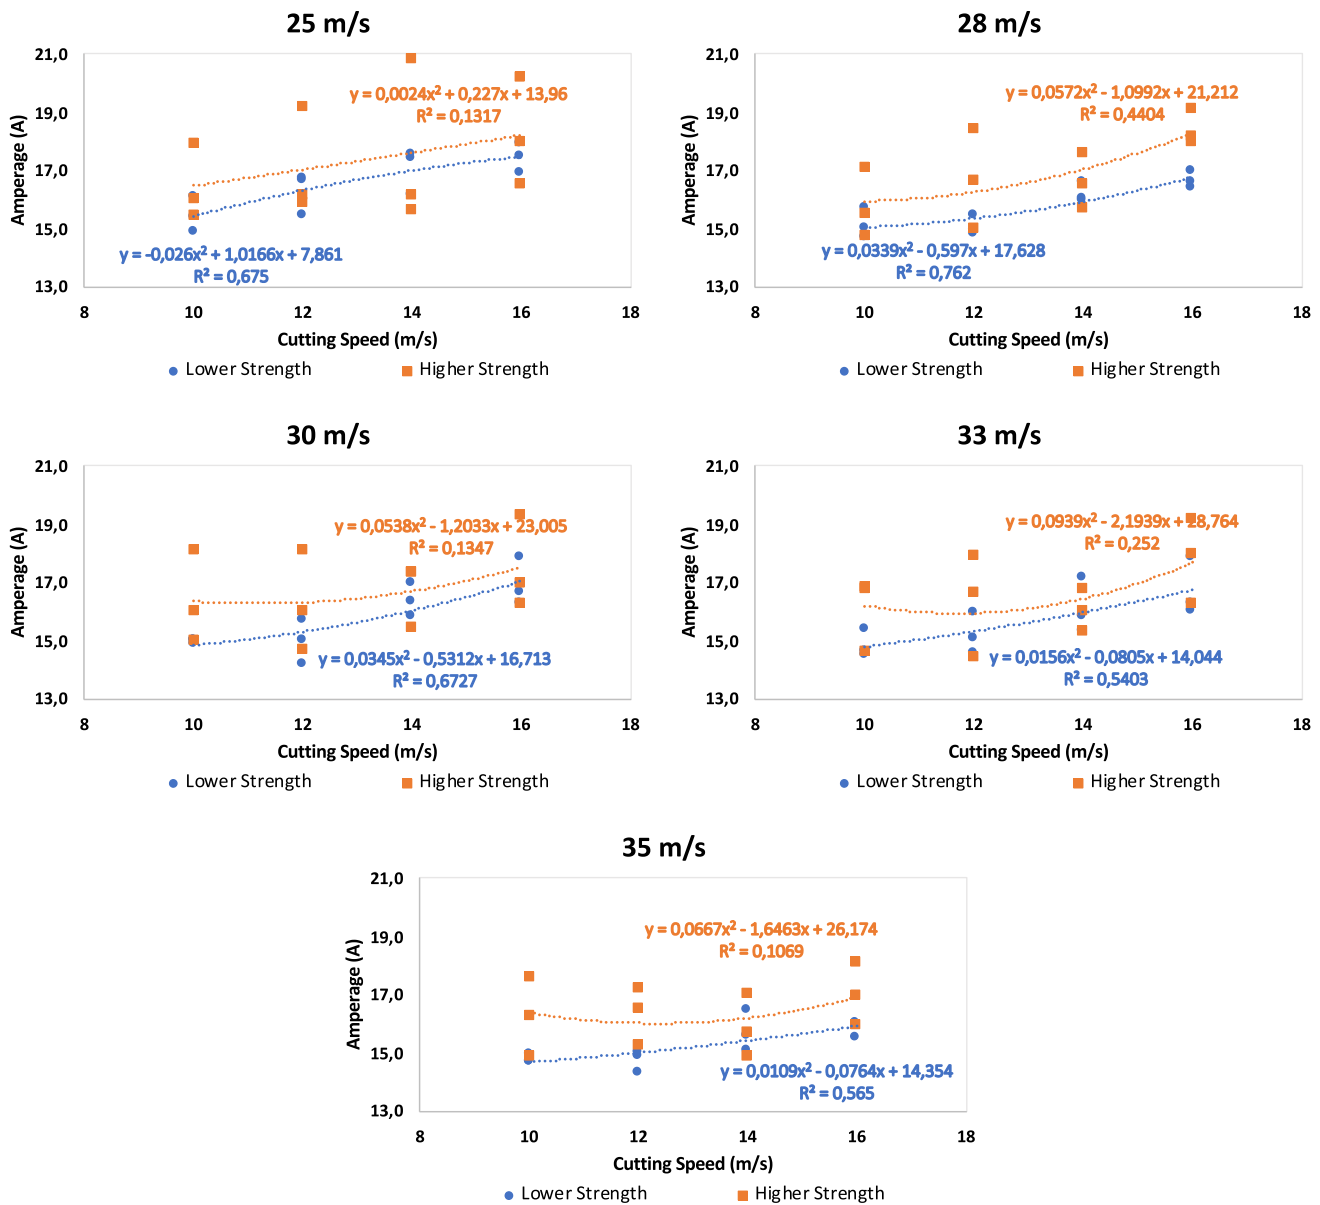 25 m/s
21,0
19,0
17,0
15,0
13,0
Amperage (A)
y = 0,0024x² + 0,227x + 13,96
R² = 0,1317
y = -0,026x² + 1,0166x + 7,861
R² = 0,675
8 10 12 14 16 18
Cutting Speed (m/s)
Lower Strength Higher Strength
28 m/s
21,0
19,0
17,0
15,0
13,0
Amperage (A)
y = 0,0572x² - 1,0992x + 21,212
R² = 0,4404
y = 0,0339x² - 0,597x + 17,628
R² = 0,762
8 10 12 14 16 18
Cutting Speed (m/s)
Lower Strength Higher Strength
30 m/s
21,0
19,0
17,0
15,0
13,0
Amperage (A)
y = 0,0538x² - 1,2033x + 23,005
R² = 0,1347
y = 0,0345x² - 0,5312x + 16,713
R² = 0,6727
8 10 12 14 16 18
Cutting Speed (m/s)
Lower Strength Higher Strength
33 m/s
21,0
19,0
17,0
15,0
13,0
Amperage (A)
y = 0,0939x² - 2,1939x + 28,764
R² = 0,252
y = 0,0156x² - 0,0805x + 14,044
R² = 0,5403
8 10 12 14 16 18
Cutting Speed (m/s)
Lower Strength Higher Strength
35 m/s
21,0
19,0
17,0
15,0
13,0
Amperage (A)
y = 0,0667x² - 1,6463x + 26,174
R² = 0,1069
y = 0,0109x² - 0,0764x + 14,354
R² = 0,565
8 10 12 14 16 18
Cutting Speed (m/s)
Lower Strength Higher Strength